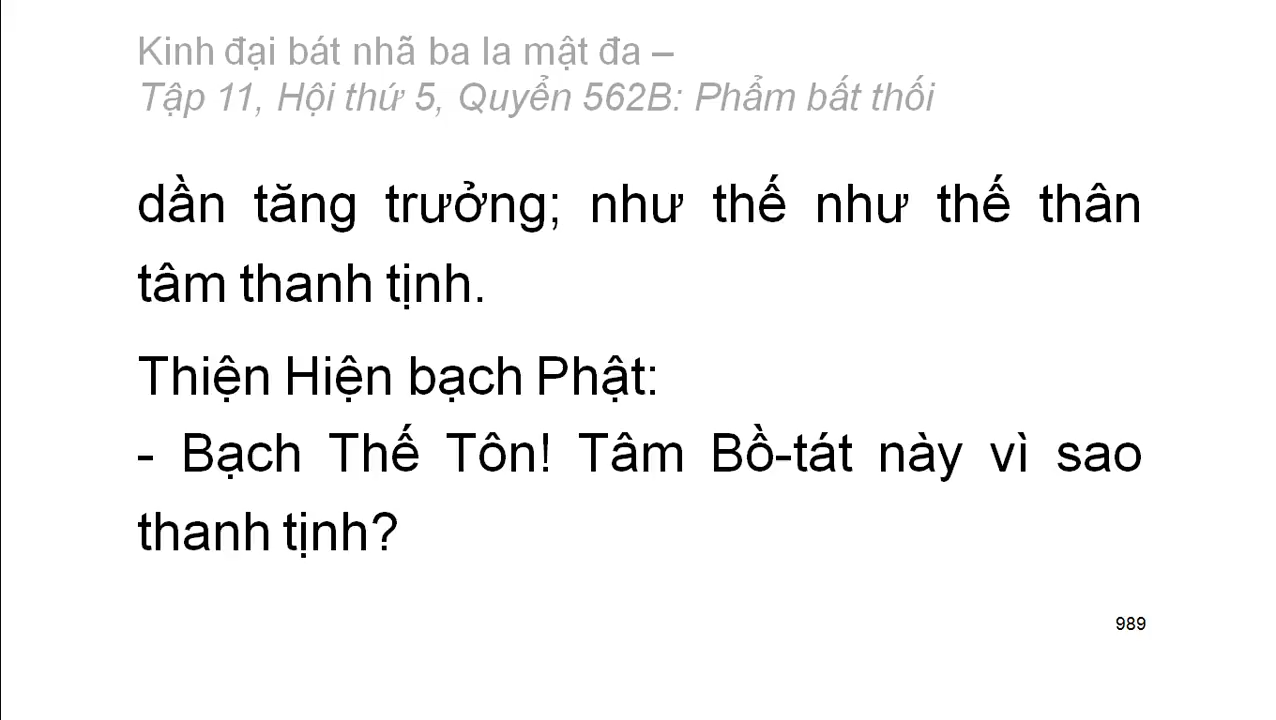 Kinh đại bát nhã ba la mật đa –
Tập 11, Hội thứ 5, Quyển 562B: Phẩm bất thối
dần tăng trưởng; như thế như thế thân
tâm thanh tịnh.
Thiện Hiện bạch Phật:
- Bạch Thế Tôn! Tâm Bồ-tát này vì sao
thanh tịnh?
989